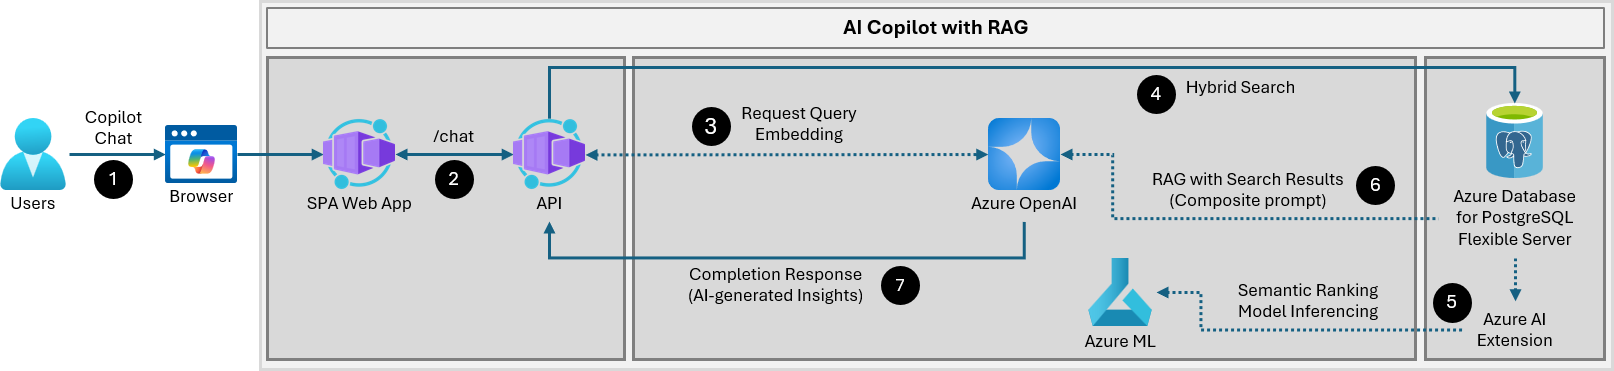 AI Copilot with RAG
Copilot
Chat
1
Users
Browser
SPA Web App
/chat
2
API
3
Request Query
Embedding
Azure OpenAI
4
Hybrid Search
Azure Database
for PostgreSQL
Flexible Server
5
Semantic Ranking
Model Inferencing
Azure AI
Extension
Azure ML
RAG with Search Results
(Composite prompt)
6
Completion Response
(AI-generated Insights)
7